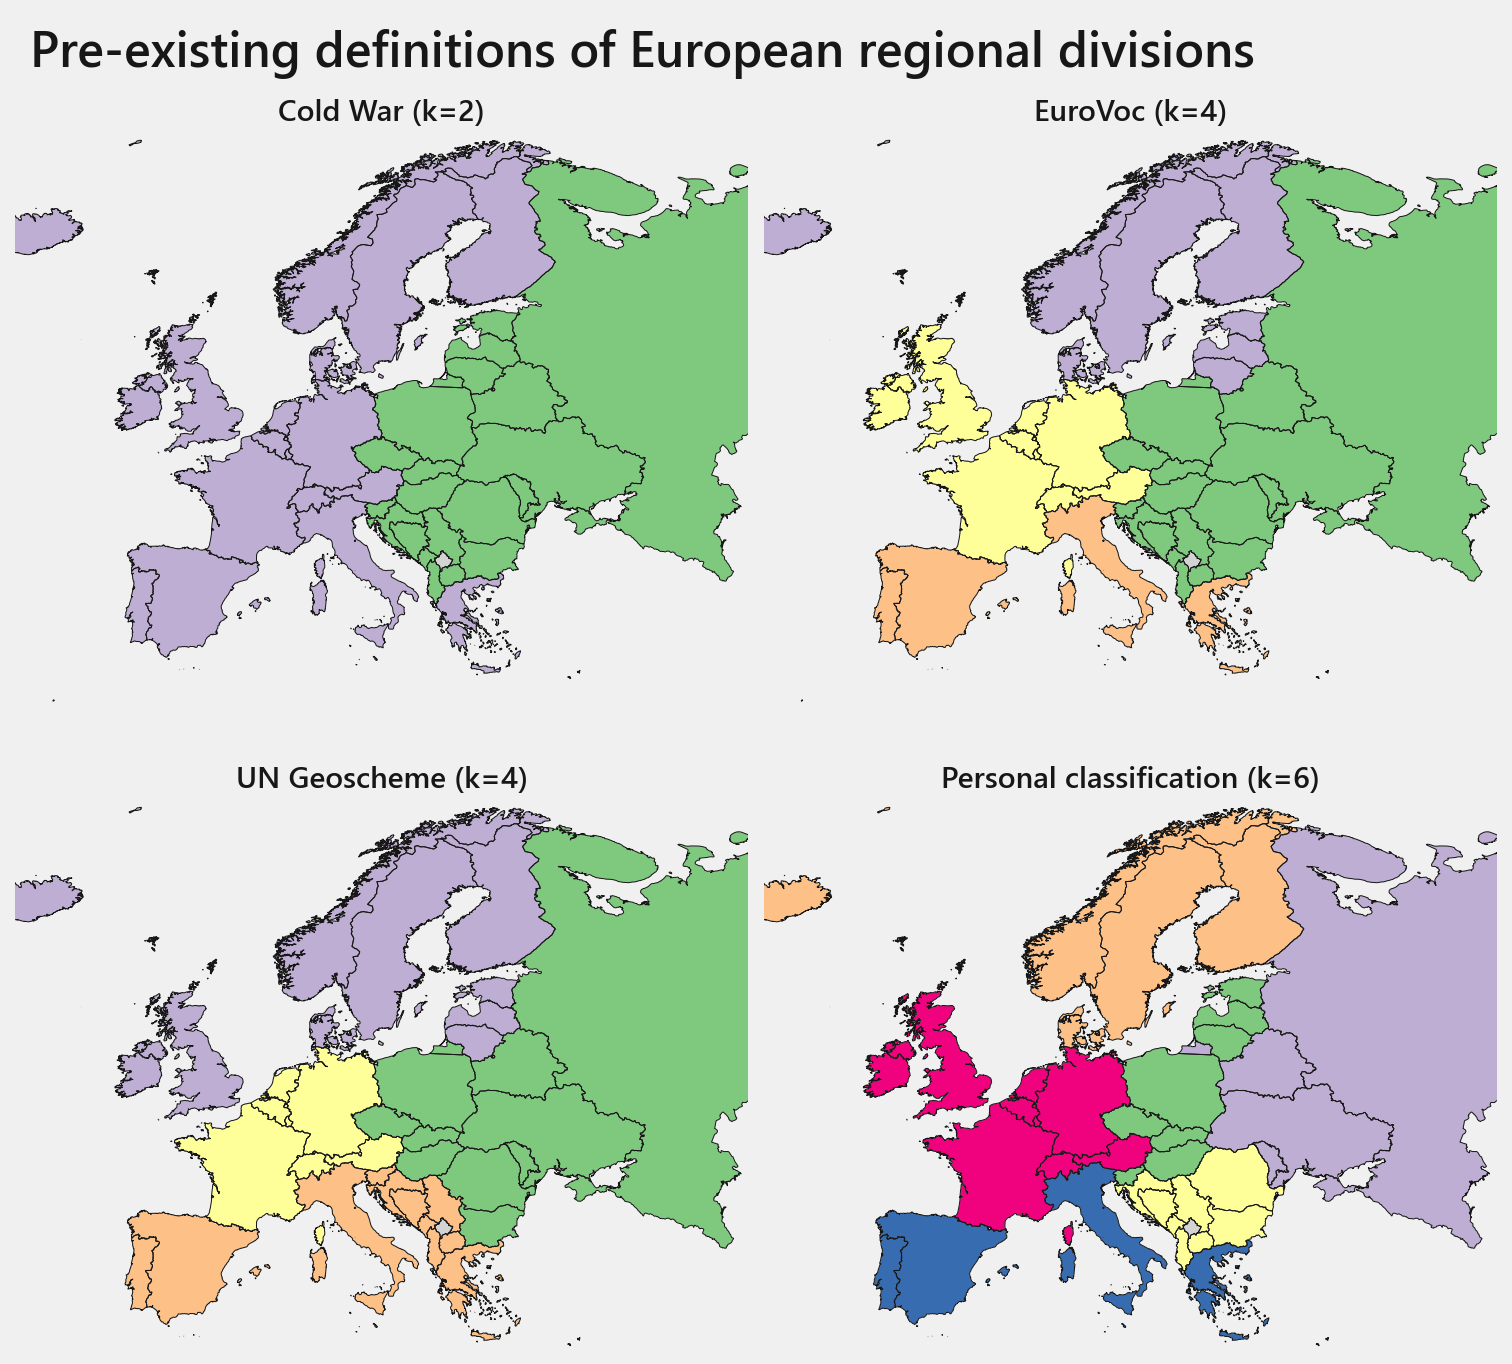 Pre-existing definitions of European regional divisions
Cold War (k=2)
EuroVoc (k=4)
UN Geoscheme (k=4)
Personal classification (k=6)